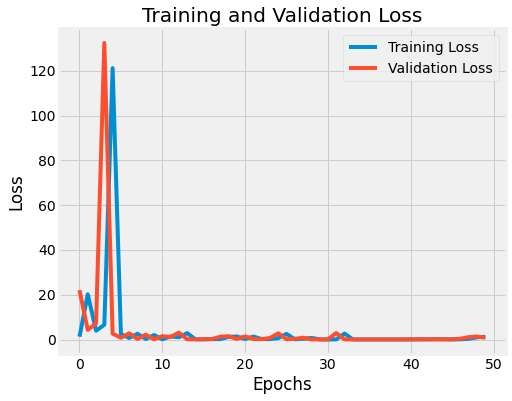 Training and Validation Loss
Training Loss
Validation Loss
120
100
80
60
40
20
0
Loss
0 10 20 30 40 50
Epochs